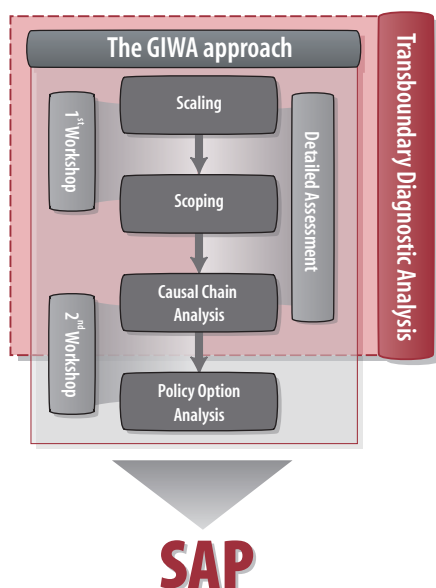 The GIWA approach
Scaling
1st Workshop
Scoping
Detailed Assessment
Transboundary Diagnostic Analysis
Causal Chain
Analysis
2nd Workshop
Policy Option
Analysis
SAP